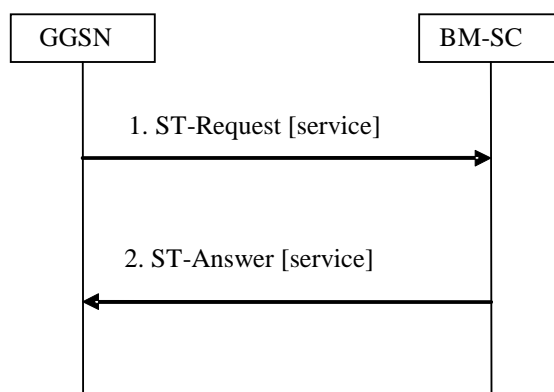 GGSN
BM-SC
1. ST-Request [service]
2. ST-Answer [service]